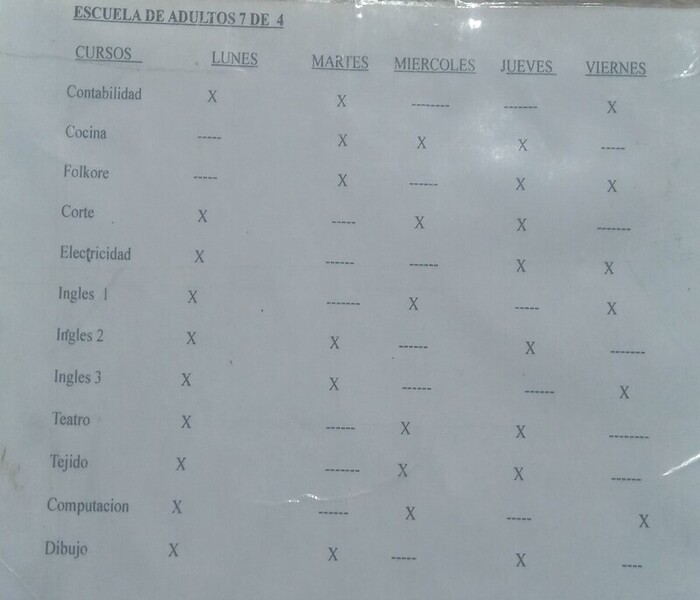 ESCUELA DE ADULTOS 7 DE 4
CURSOS LUNES MARTES MIERCOLES JUEVES VIERNES
Contabilidad X X -------- ------- X
Cocina ----- X X X -----
Folkore ----- X ------ X X
Corte X ----- X X -------
Electricidad X ------ ------ X X
Ingles 1 X ------- X ----- X
Ingles 2 X X ------ X -------
Ingles 3 X X ------ ------ X
Teatro X ------ X X --------
Tejido X ------- X X ------
Computacion X ------ X ----- X
Dibujo X X ----- X ----